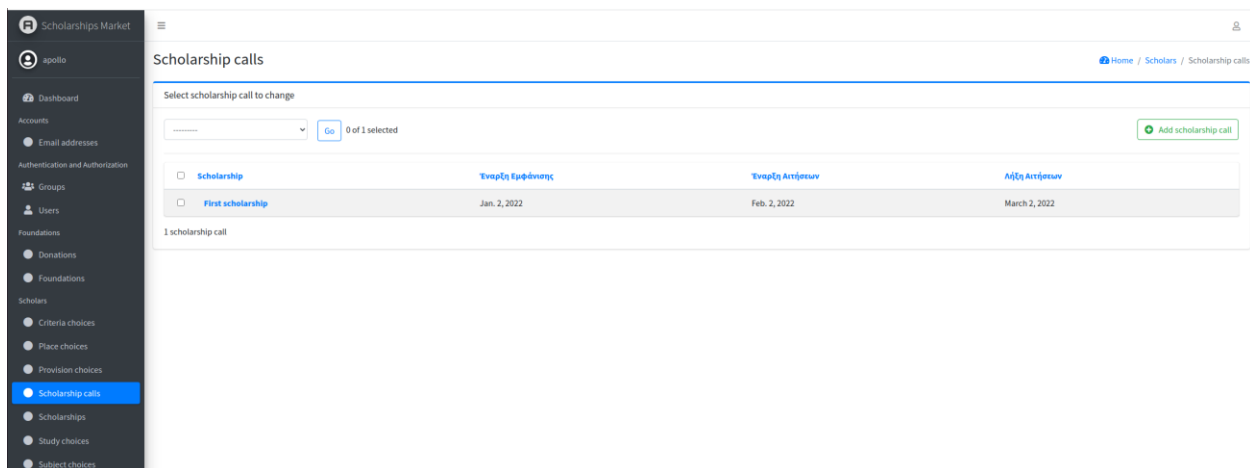 Scholarships Market
apollo
Dashboard
Accounts
Email addresses
Authentication and Authorization
Groups
Users
Foundations
Donations
Foundations
Scholars
Criteria choices
Place choices
Provision choices
Scholarship calls
Scholarships
Study choices
Subject choices
Scholarship calls
Home / Scholars / Scholarship calls
Select scholarship call to change
--------- Go 0 of 1 selected Add scholarship call
Scholarship Έναρξη Εμφάνισης Έναρξη Αιτήσεων Λήξη Αιτήσεων
First scholarship Jan. 2, 2022 Feb. 2, 2022 March 2, 2022
1 scholarship call